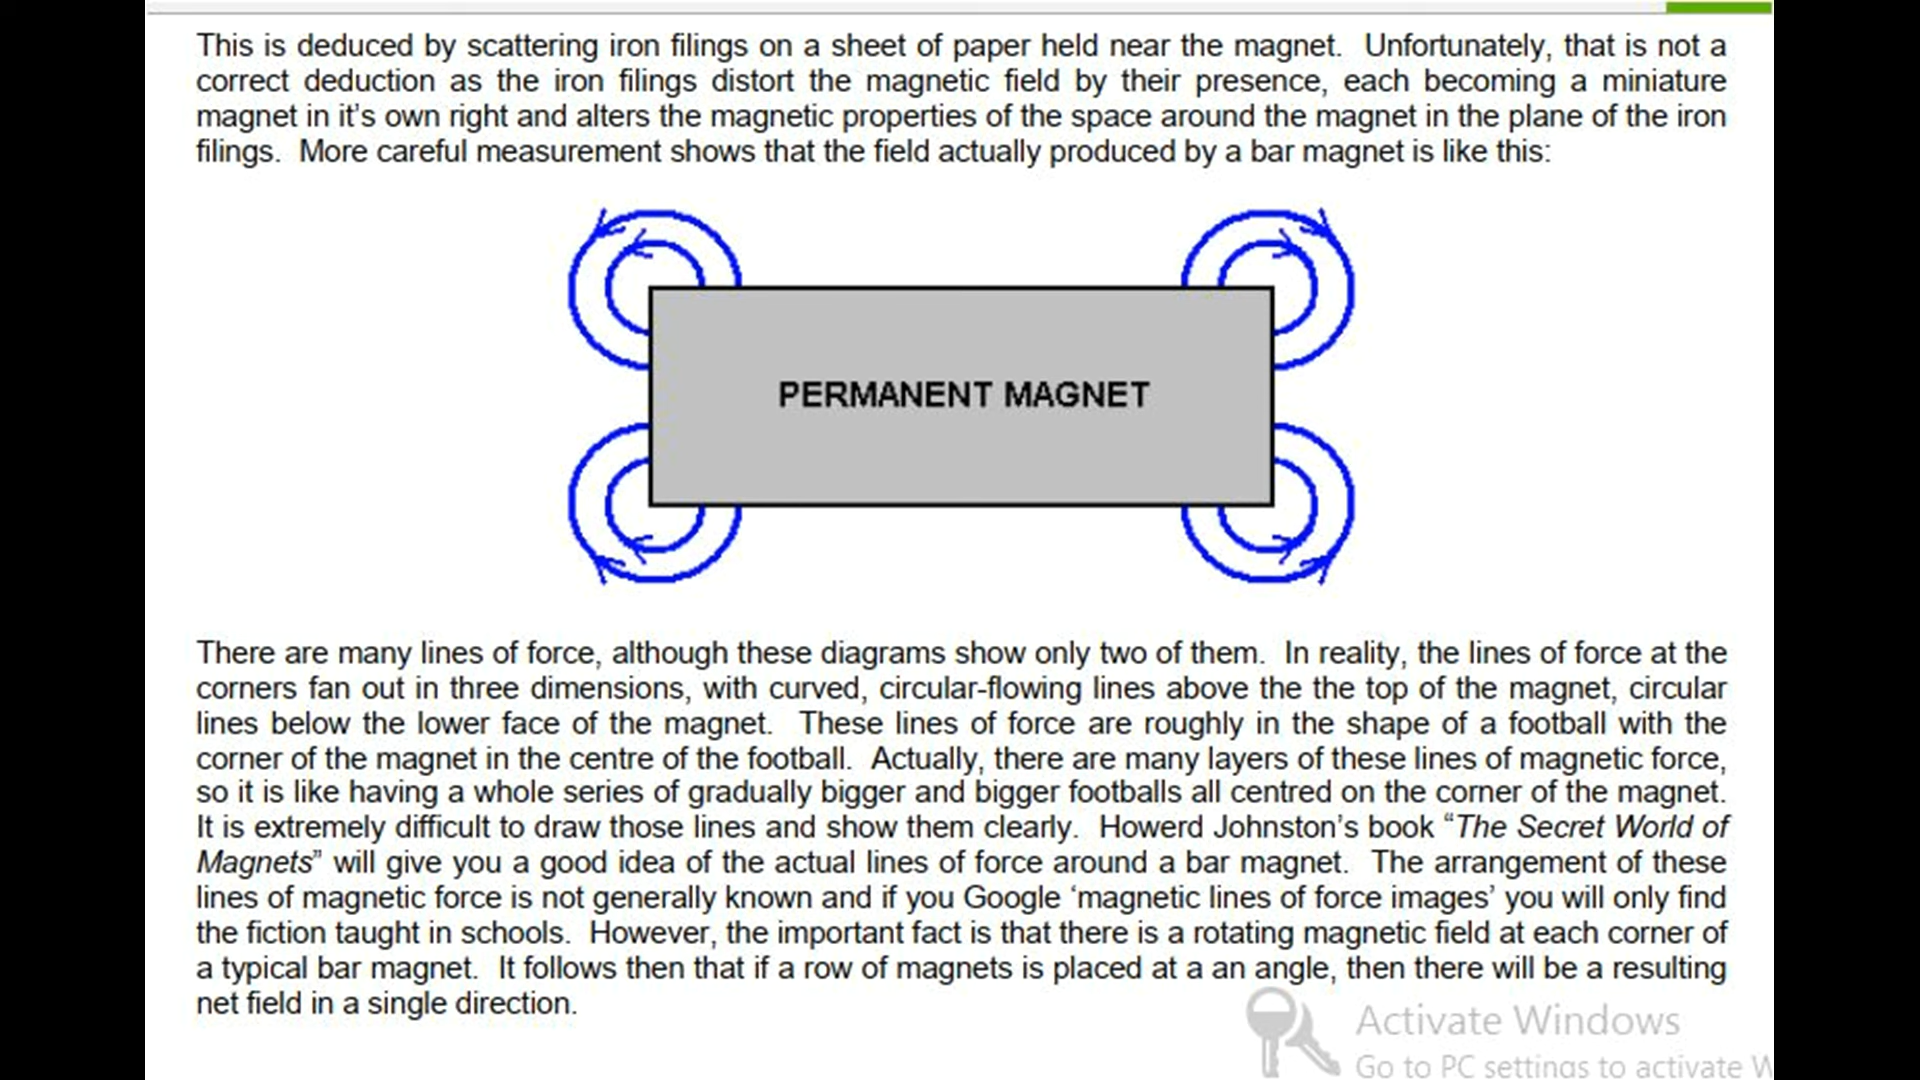 This is deduced by scattering iron filings on a sheet of paper held near the magnet. Unfortunately, that is not a
correct deduction as the iron filings distort the magnetic field by their presence, each becoming a miniature
magnet in it's own right and alters the magnetic properties of the space around the magnet in the plane of the iron
filings. More careful measurement shows that the field actually produced by a bar magnet is like this:
PERMANENT MAGNET
There are many lines of force, although these diagrams show only two of them. In reality, the lines of force at the
corners fan out in three dimensions, with curved, circular-flowing lines above the the top of the magnet, circular
lines below the lower face of the magnet. These lines of force are roughly in the shape of a football with the
corner of the magnet in the centre of the football. Actually, there are many layers of these lines of magnetic force,
so it is like having a whole series of gradually bigger and bigger footballs all centred on the corner of the magnet.
It is extremely difficult to draw those lines and show them clearly. Howerd Johnston's book “The Secret World of
Magnets” will give you a good idea of the actual lines of force around a bar magnet. The arrangement of these
lines of magnetic force is not generally known and if you Google ‘magnetic lines of force images’ you will only find
the fiction taught in schools. However, the important fact is that there is a rotating magnetic field at each corner of
a typical bar magnet. It follows then that if a row of magnets is placed at a an angle, then there will be a resulting
net field in a single direction.
Activate Windows
Go to PC settings to activate W